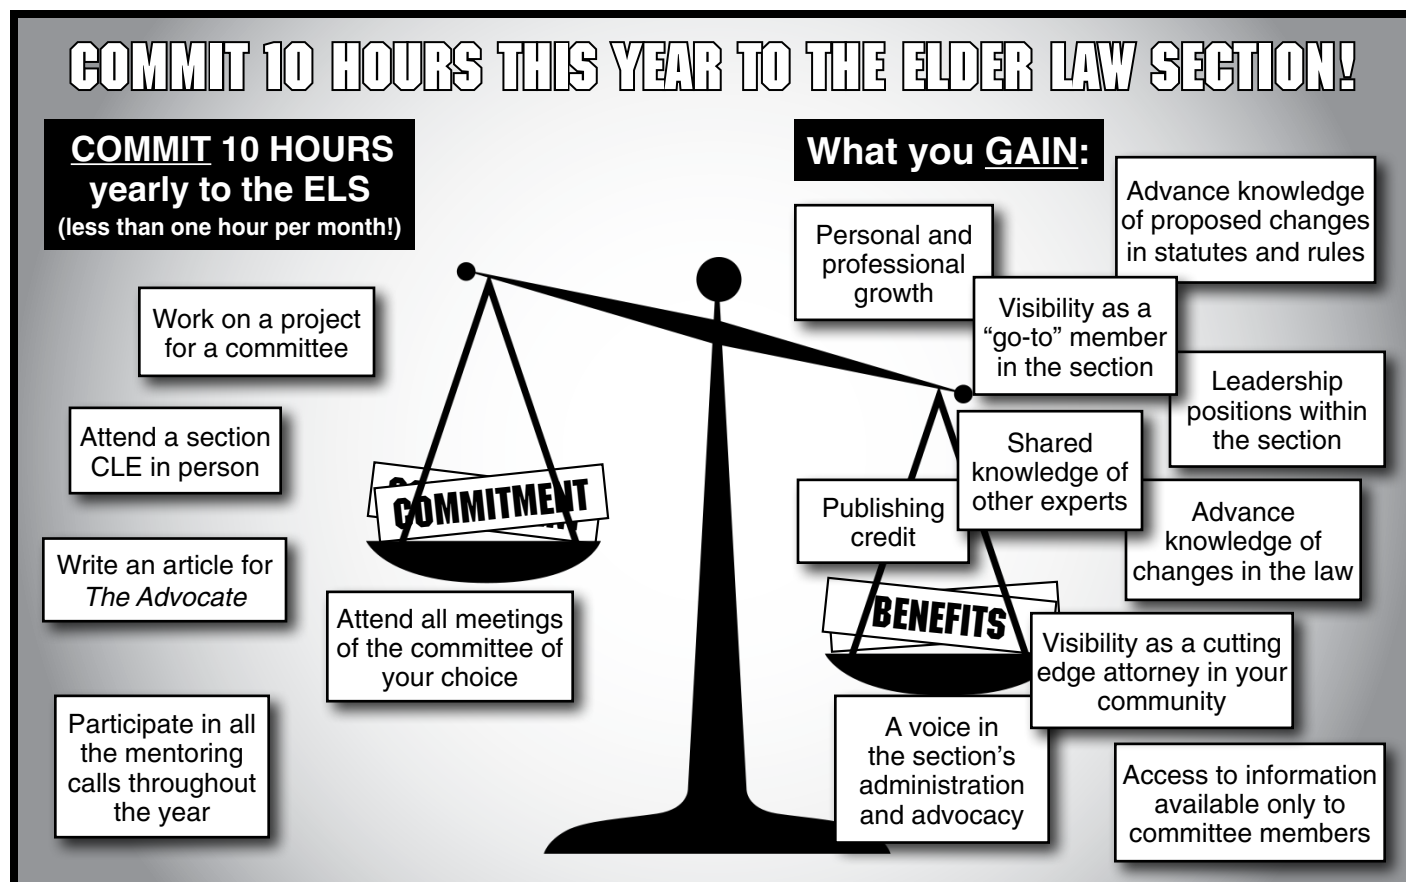 COMMIT 10 HOURS THIS YEAR TO THE ELDER LAW SECTION!
COMMIT 10 HOURS
yearly to the ELS
(less than one hour per month!)
Work on a project
for a committee
Attend a section
CLE in person
Write an article for
The Advocate
Participate in all
the mentoring
calls throughout
the year
COMMITMENT
Attend all meetings
of the committee of
your choice
What you GAIN:
Personal and
professional
growth
Advance knowledge
of proposed changes
in statutes and rules
Visibility as a
“go-to” member
in the section
Leadership
positions within
the section
Shared
knowledge of
other experts
Publishing
credit
Advance
knowledge of
changes in the law
BENEFITS
Visibility as a cutting
edge attorney in your
community
A voice in
the section’s
administration
and advocacy
Access to information
available only to
committee members